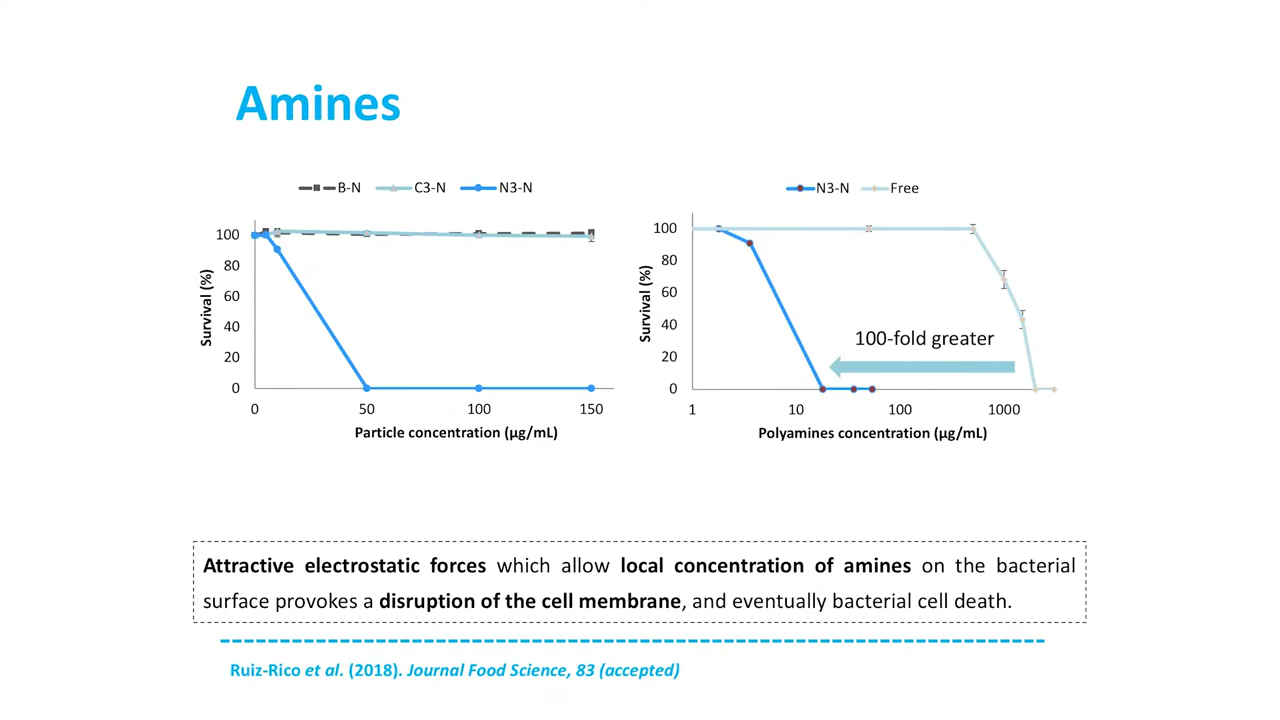 Amines
B-N C3-N N3-N
100
80
60
40
20
0
Survival (%)
0 50 100 150
Particle concentration (µg/mL)
N3-N Free
100
80
60
40
20
0
Survival (%)
100-fold greater
1 10 100 1000
Polyamines concentration (µg/mL)
Attractive electrostatic forces which allow local concentration of amines on the bacterial
surface provokes a disruption of the cell membrane, and eventually bacterial cell death.
Ruiz-Rico et al. (2018). Journal Food Science, 83 (accepted)